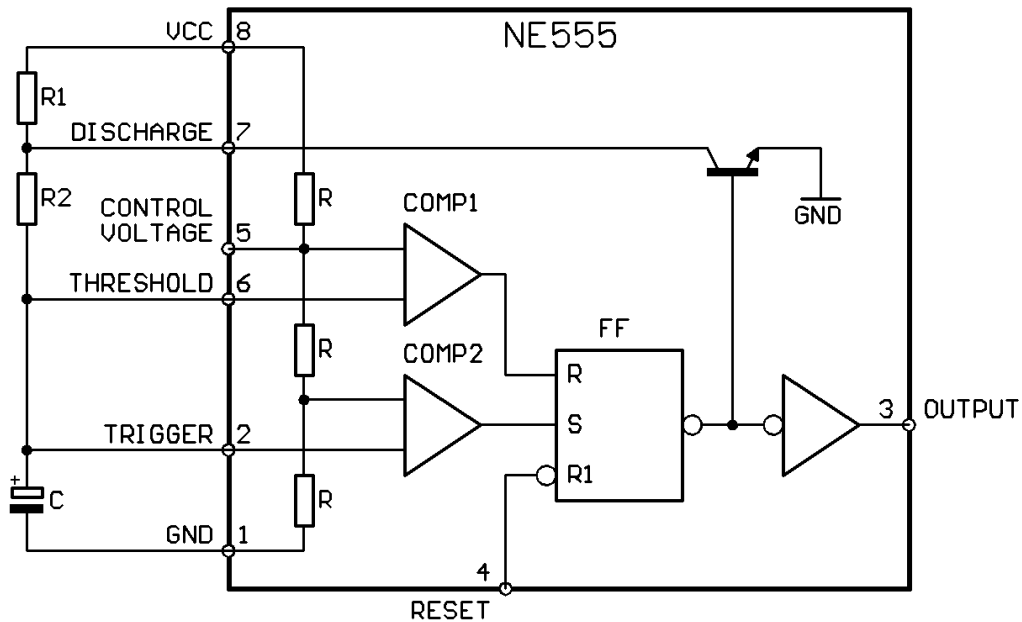 VCC 8
NE555
R1
DISCHARGE 7
R2
R
COMP1
CONTROL
VOLTAGE 5
GND
THRESHOLD 6
FF
R
COMP2
R
S
3 OUTPUT
TRIGGER 2
R1
+
C
R
GND 1
4
RESET